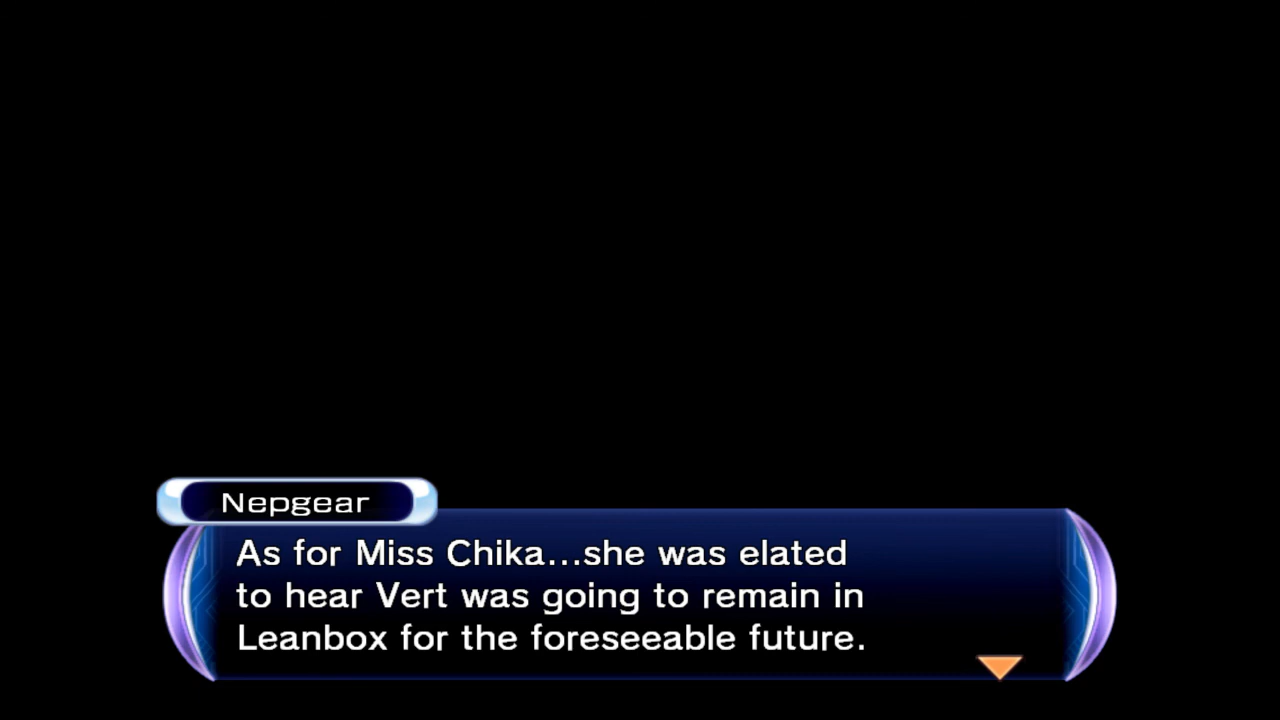 Nepgear
As for Miss Chika...she was elated
to hear Vert was going to remain in
Leanbox for the foreseeable future.